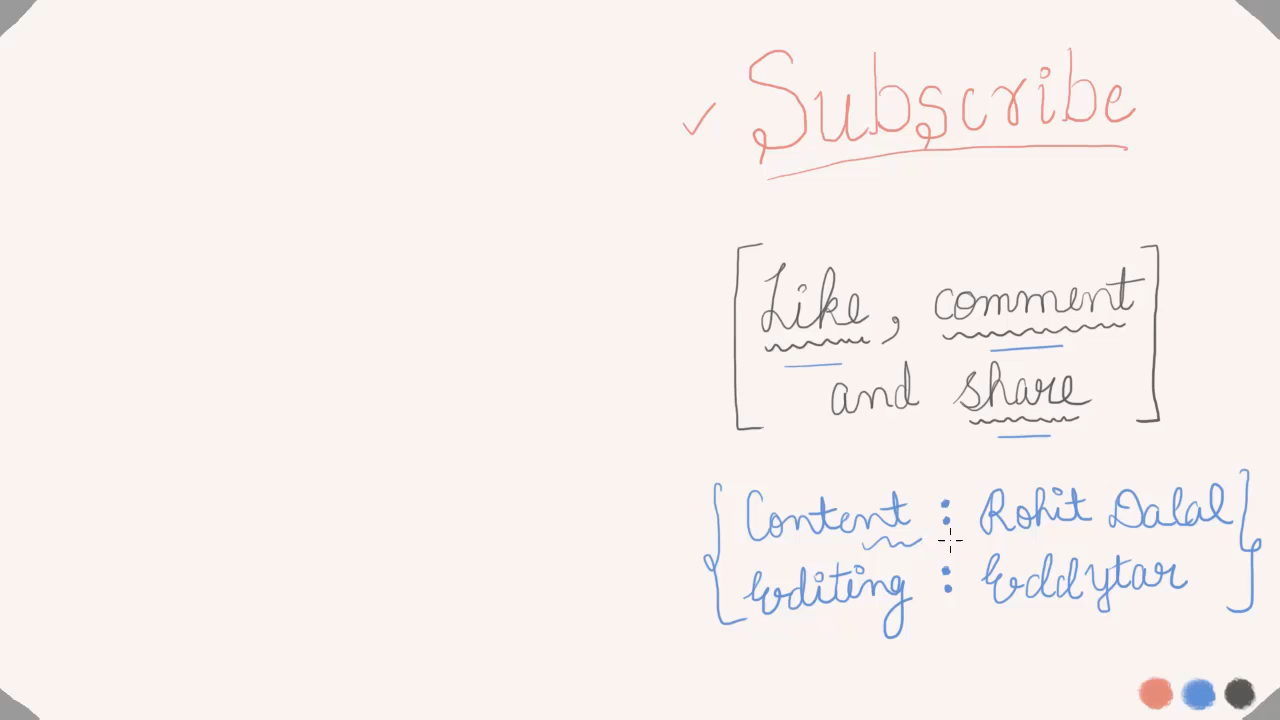 ✓ Subscribe
[Like, comment
and share]
{Content : Rohit Dalal
Editing : Eddytar}